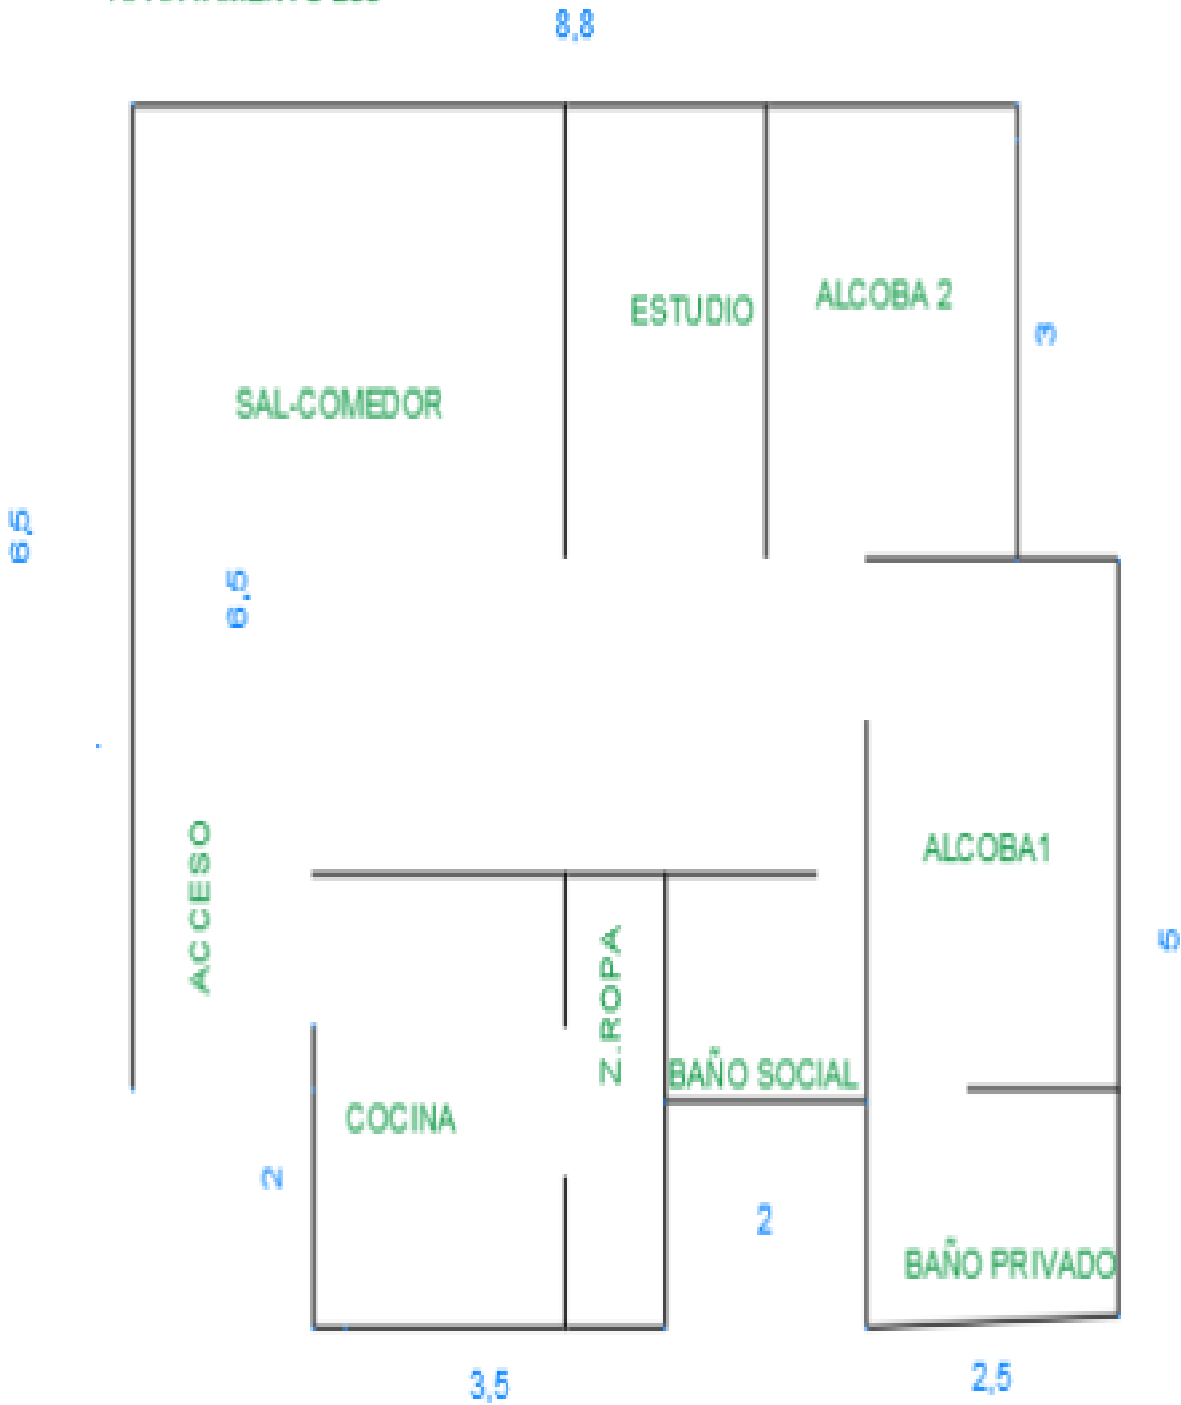 8,8
ESTUDIO
ALCOBA 2
3
SAL-COMEDOR
6,5
6,5
ACCESO
ALCOBA1
5
Z.ROPA
BAÑO SOCIAL
COCINA
2
2
BAÑO PRIVADO
3,5
2,5